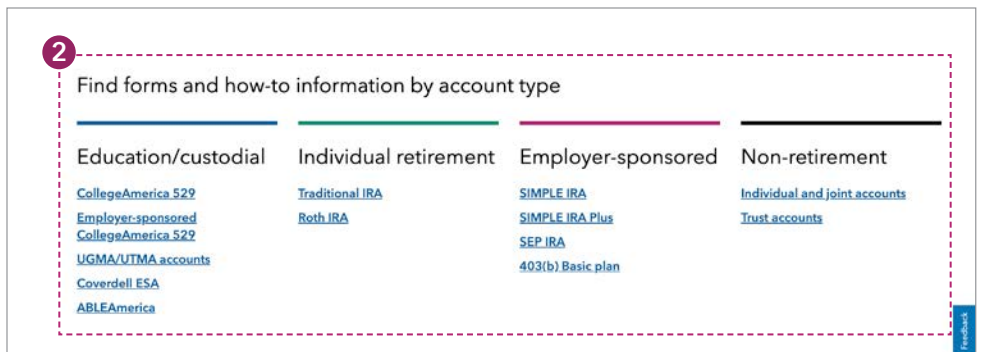 2
Find forms and how-to information by account type
Education/custodial
CollegeAmerica 529
Employer-sponsored
CollegeAmerica 529
UGMA/UTMA accounts
Coverdell ESA
ABLEAmerica
Individual retirement
Traditional IRA
Roth IRA
Employer-sponsored
SIMPLE IRA
SIMPLE IRA Plus
SEP IRA
403(b) Basic plan
Non-retirement
Individual and joint accounts
Trust accounts
Feedback